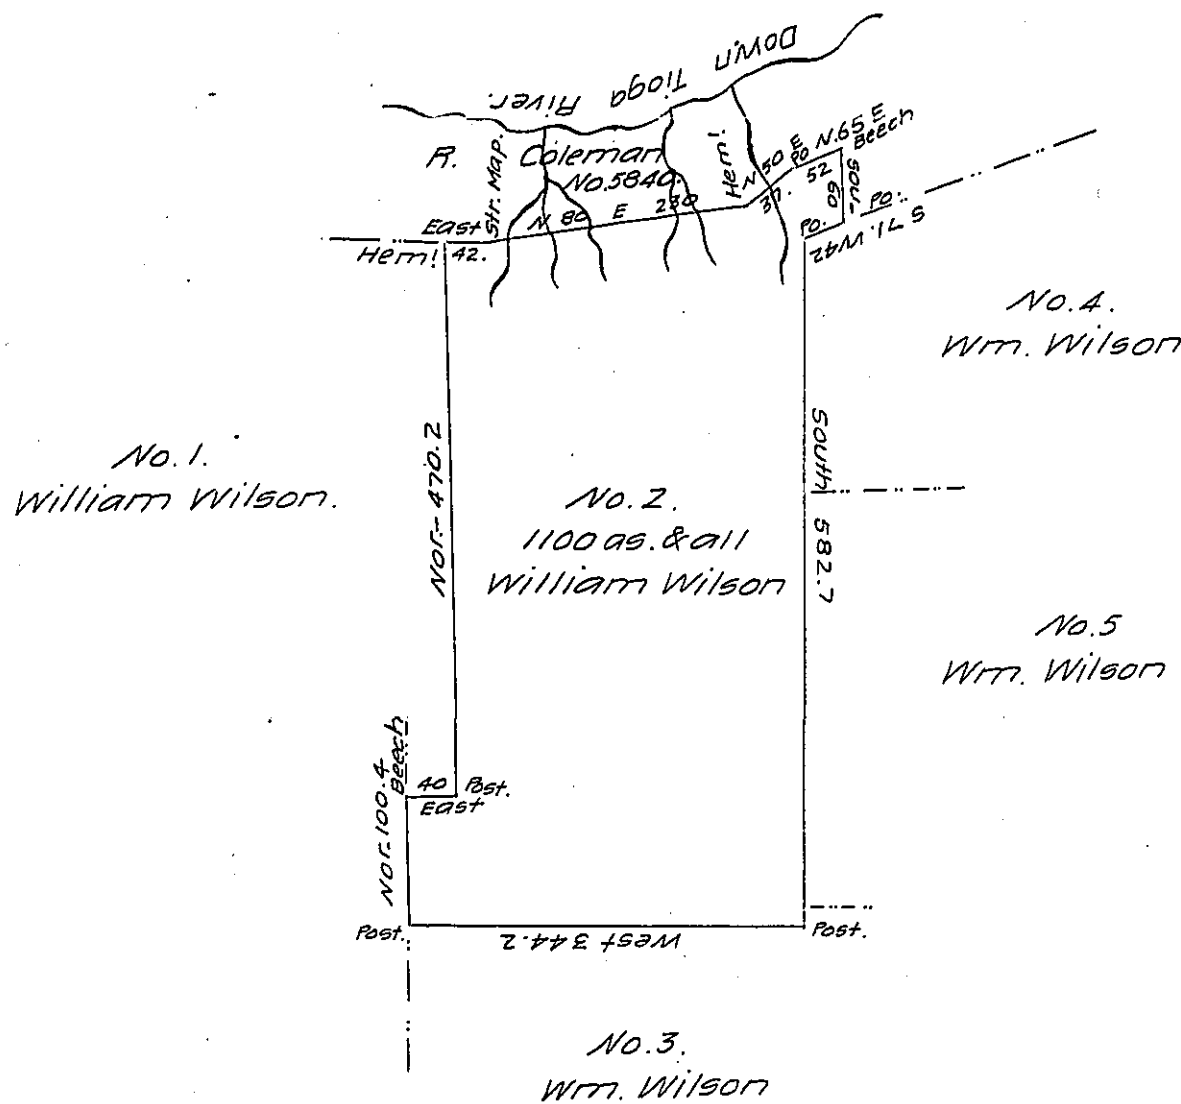 Down Tioga River.
R. Coleman
No.5840.
Str. Map.
Hem!
N 50 E
37.
PO
N.65 E
52
Beech
Sou-
60
PO.
PO.
S 71. W 42
East
Hem!
42.
N 80 E 230
No.4.
Wm. Wilson
No.1.
William Wilson.
Nor.- 470.2
No.2.
1100 as. & all
William Wilson
South 582.7
No.5
Wm. Wilson
Beech
40
Post.
East
Nor.- 100.4
Post.
West 344.2
Post.
No.3.
Wm. Wilson